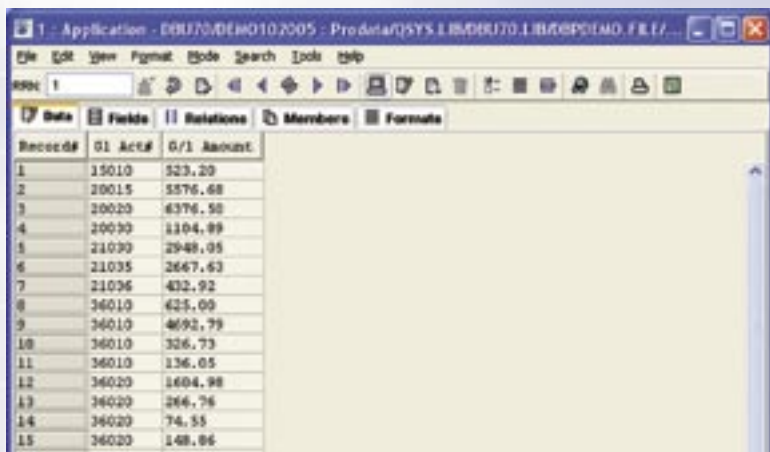 1 : Application - DBU70/DEMO102005 : Prodata/QSYS.LIB/DBU70.LIB/DBPDEMO.FILE/...
File Edit View Format Mode Search Tools Help
RRN: 1
Data Fields Relations Members Formats
Record# Gl Act# G/l Amount
1 15010 523.20
2 20015 5576.68
3 20020 6376.50
4 20030 1104.89
5 21030 2948.05
6 21035 2667.63
7 21036 432.92
8 36010 625.00
9 36010 4692.79
10 36010 326.73
11 36010 136.05
12 36020 1604.98
13 36020 266.76
14 36020 74.55
15 36020 148.86